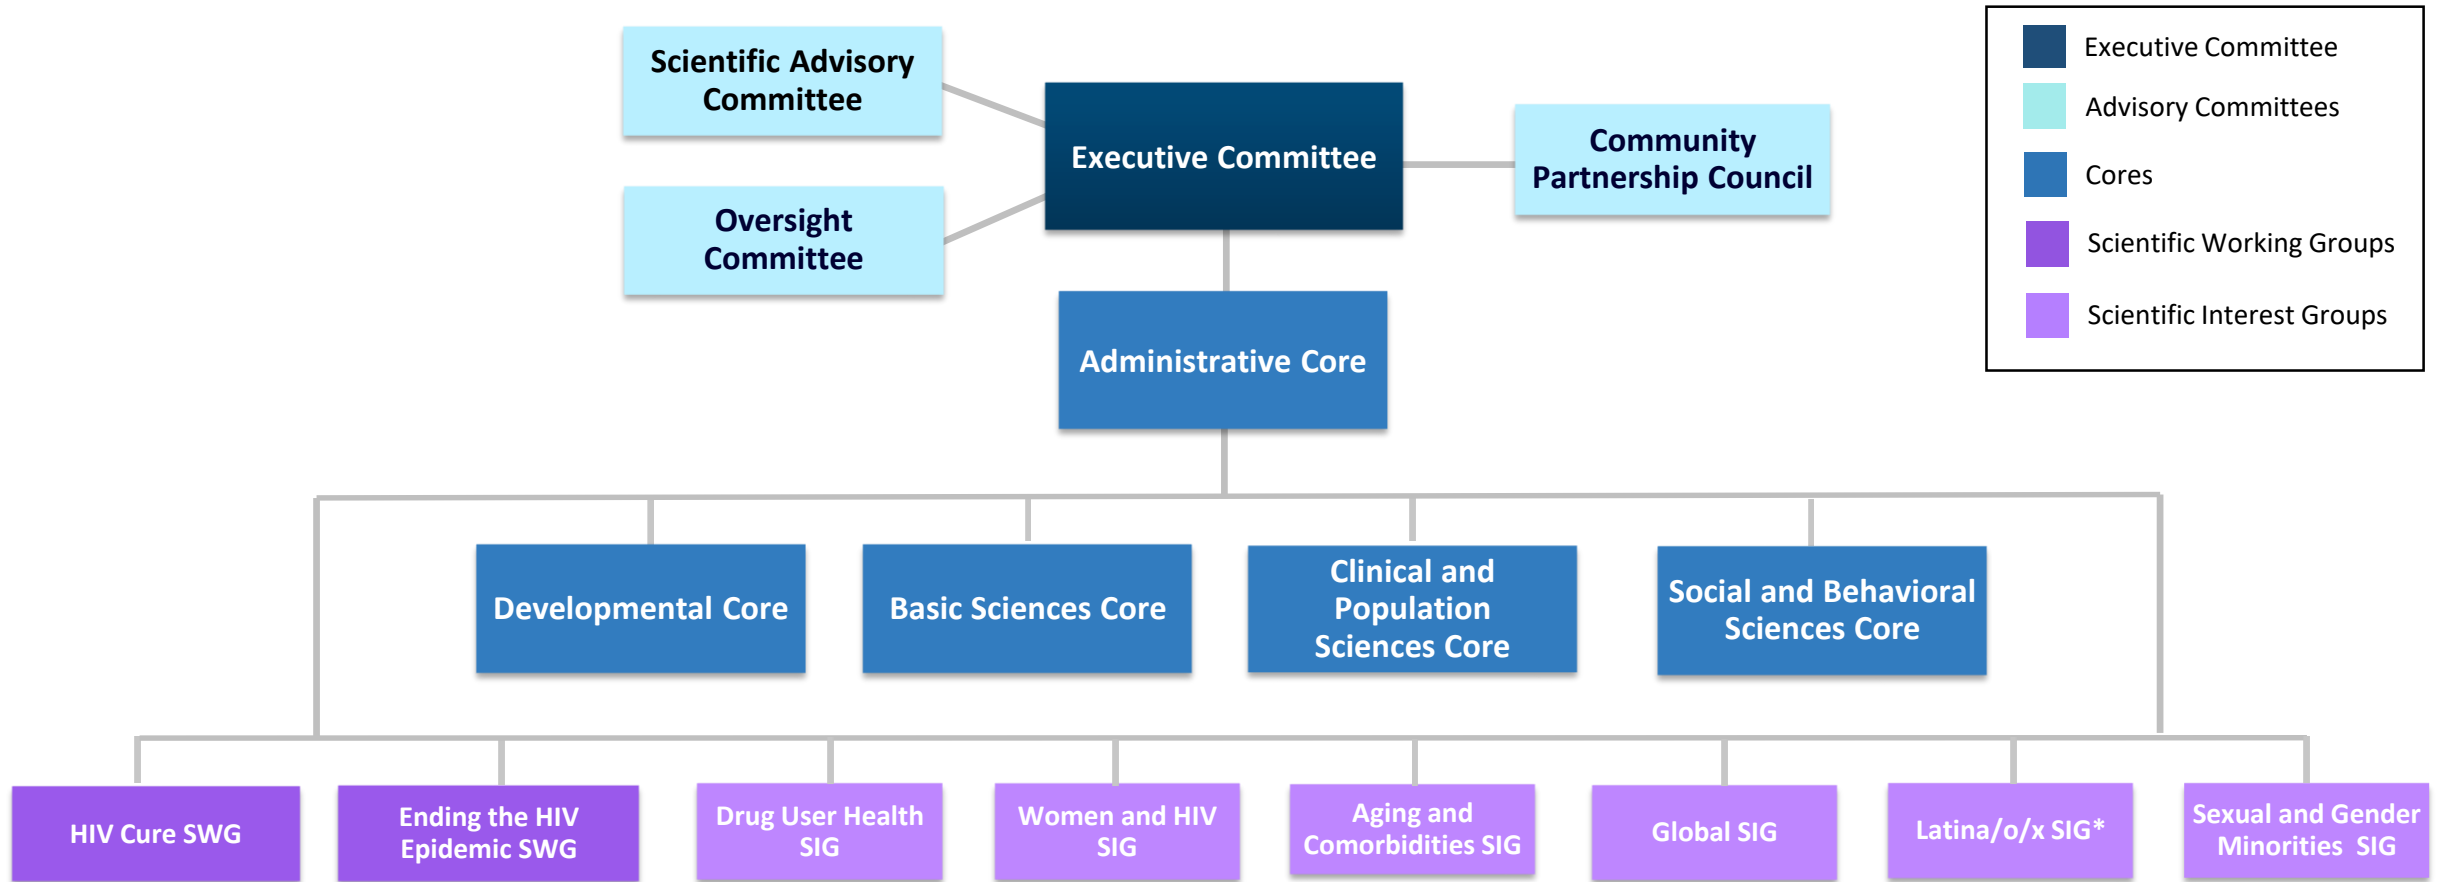 Scientific Advisory
Committee
Oversight
Committee
Executive Committee
Community
Partnership Council
Executive Committee
Advisory Committees
Cores
Scientific Working Groups
Scientific Interest Groups
Administrative Core
Developmental Core
Basic Sciences Core
Clinical and
Population
Sciences Core
Social and Behavioral
Sciences Core
HIV Cure SWG
Ending the HIV
Epidemic SWG
Drug User Health
SIG
Women and HIV
SIG
Aging and
Comorbidities SIG
Global SIG
Latina/o/x SIG*
Sexual and Gender
Minorities SIG